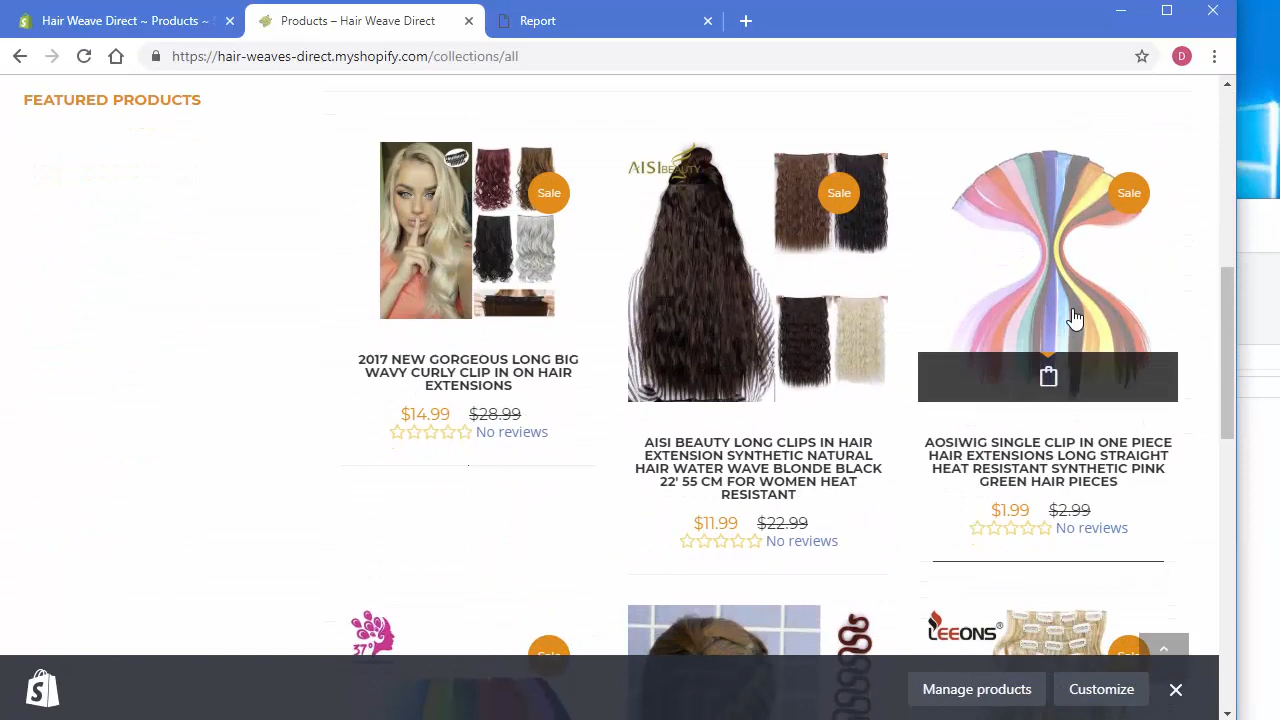 Hair Weave Direct ~ Products ~
Products – Hair Weave Direct
Report
https://hair-weaves-direct.myshopify.com/collections/all
D
FEATURED PRODUCTS
Sale
AISIBEAUTY
Sale
Sale
2017 NEW GORGEOUS LONG BIG
WAVY CURLY CLIP IN ON HAIR
EXTENSIONS
$14.99 $28.99
No reviews
AISI BEAUTY LONG CLIPS IN HAIR
EXTENSION SYNTHETIC NATURAL
HAIR WATER WAVE BLONDE BLACK
22' 55 CM FOR WOMEN HEAT
RESISTANT
$11.99 $22.99
No reviews
AOSIWIG SINGLE CLIP IN ONE PIECE
HAIR EXTENSIONS LONG STRAIGHT
HEAT RESISTANT SYNTHETIC PINK
GREEN HAIR PIECES
$1.99 $2.99
No reviews
37°
Sale
LEEONS®
Sale
Manage products
Customize